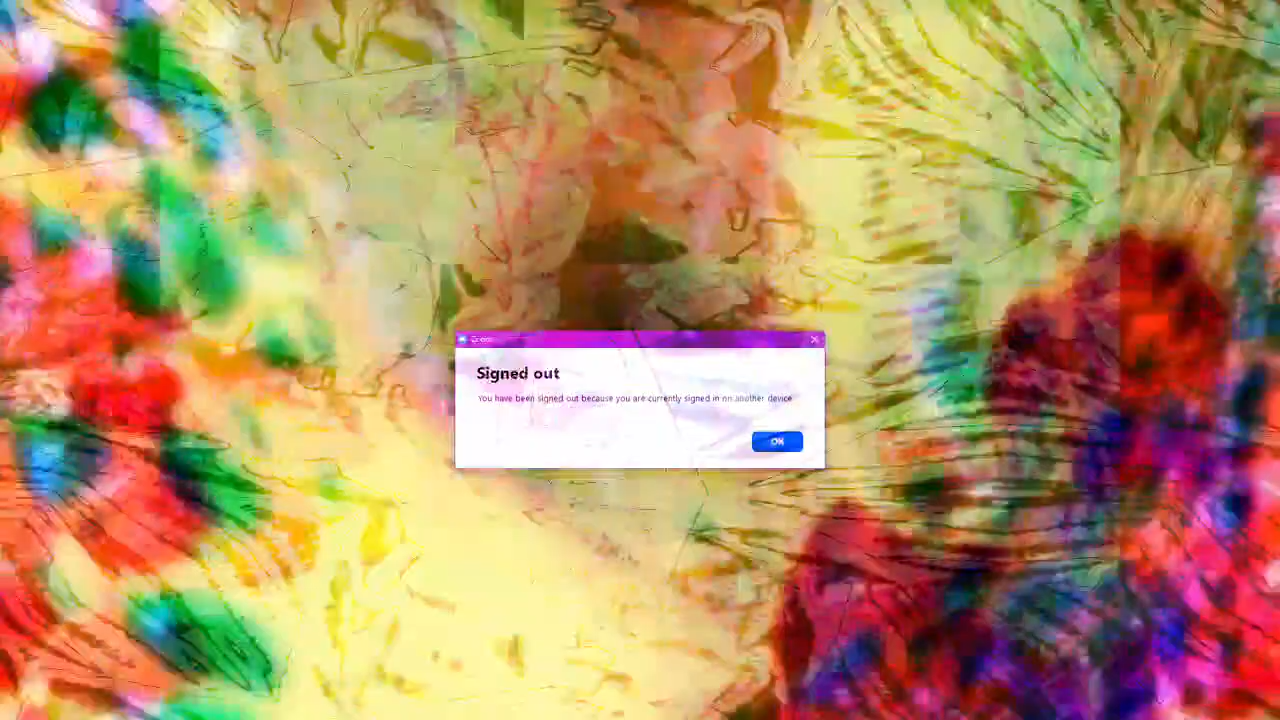 Signed out
You have been signed out because you are currently signed in on another device
OK